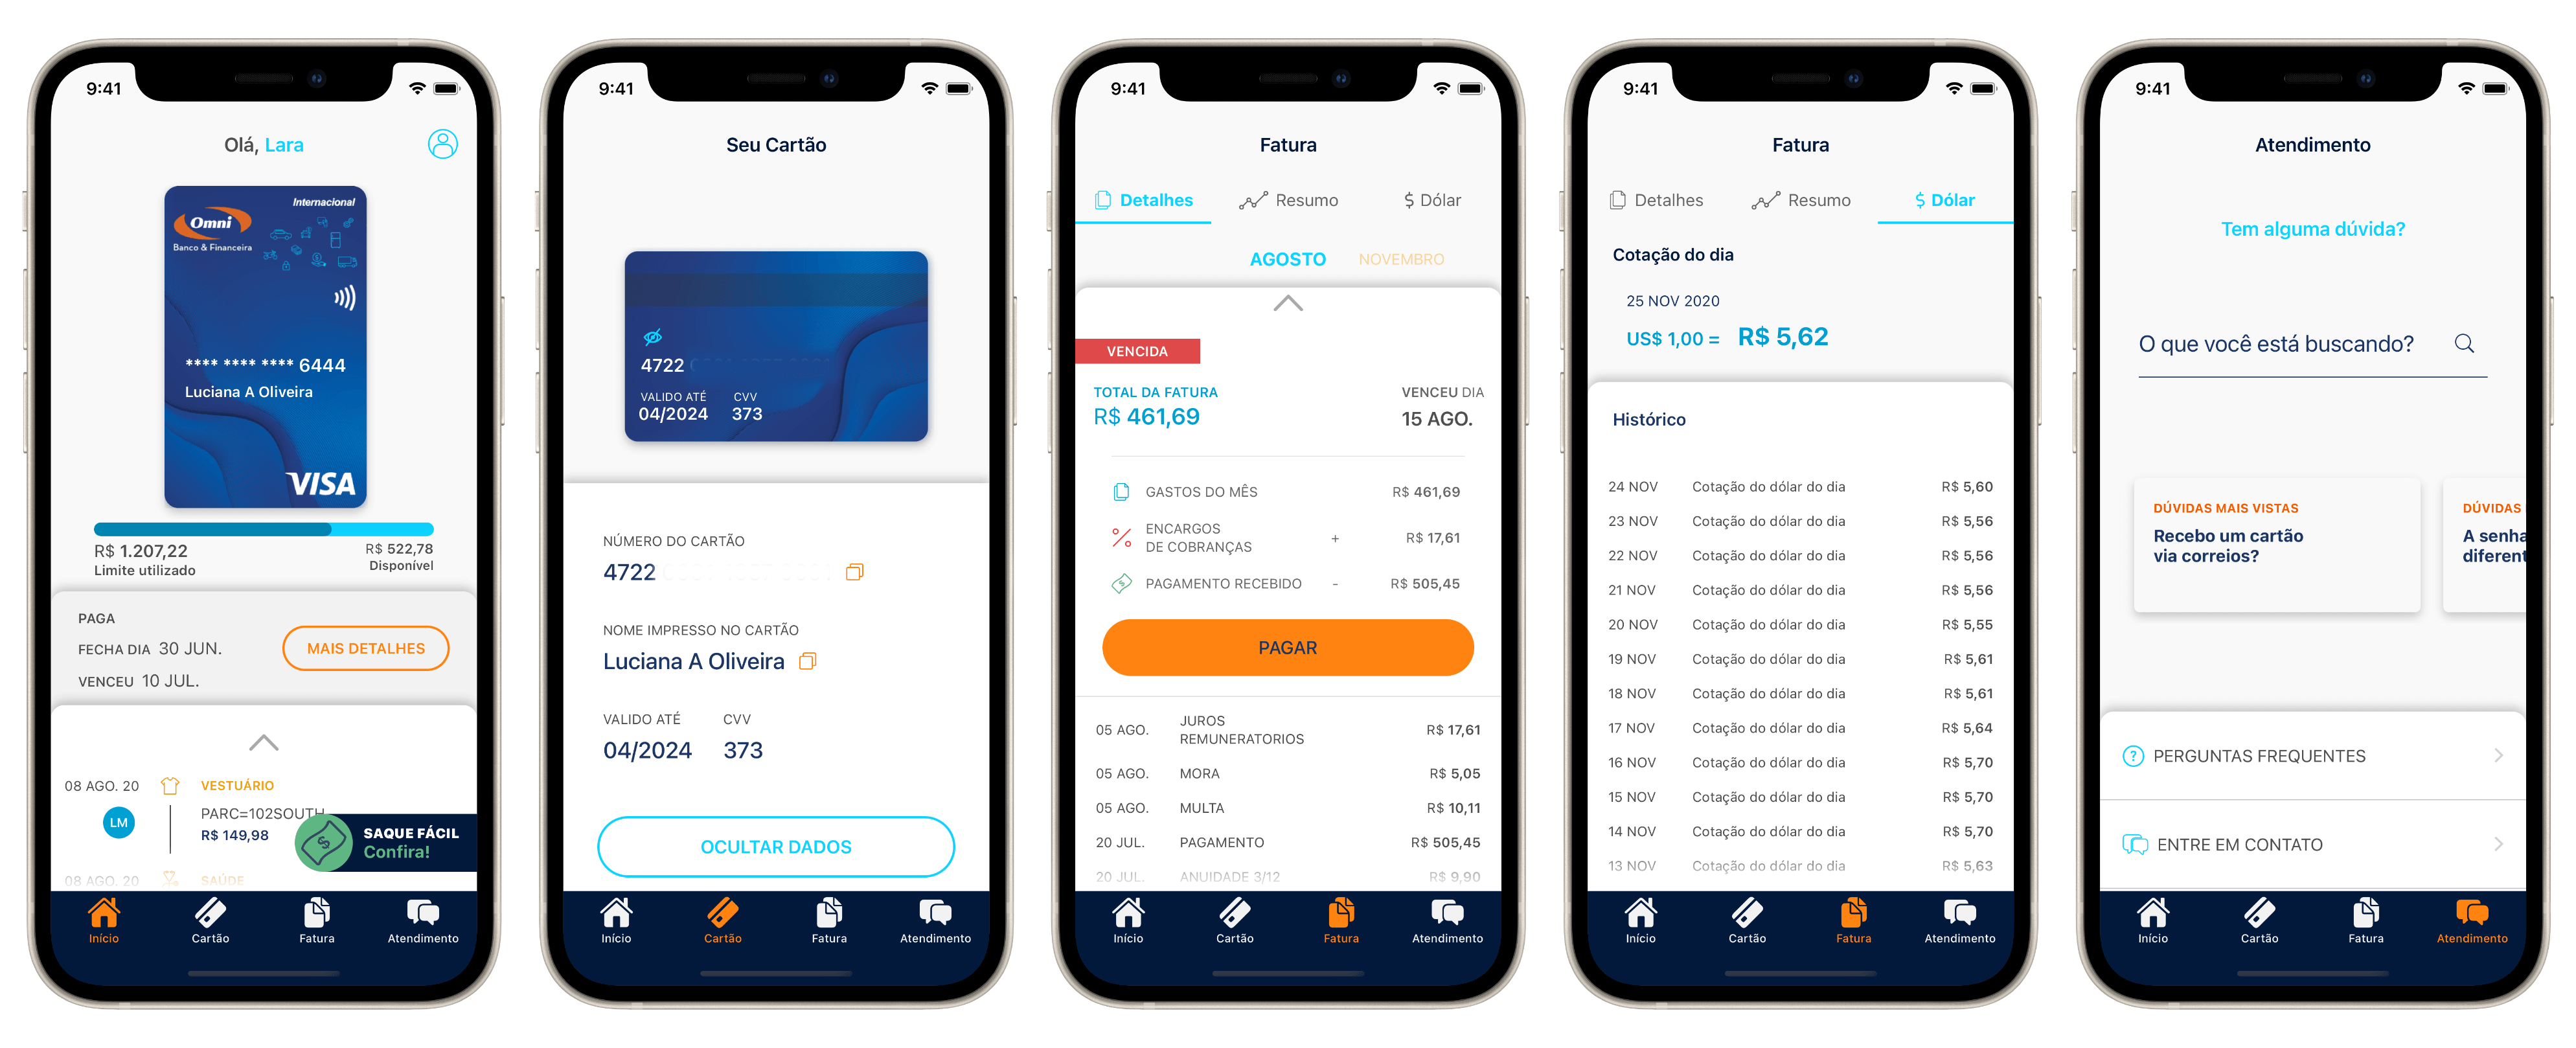 9:41
Olá, Lara
Internacional
Omni
Banco & Financeira
**** **** **** 6444
Luciana A Oliveira
VISA
R$ 1.207,22
Limite utilizado
R$ 522,78
Disponível
PAGA
FECHA DIA 30 JUN.
VENCEU 10 JUL.
MAIS DETALHES
08 AGO. 20 VESTUÁRIO
LM
PARC=102SOUTH
R$ 149,98
SAQUE FÁCIL
Confira!
08 AGO. 20 SAÚDE
Início Cartão Fatura Atendimento
9:41
Seu Cartão
4722
VALIDO ATÉ CVV
04/2024 373
NÚMERO DO CARTÃO
4722
NOME IMPRESSO NO CARTÃO
Luciana A Oliveira
VALIDO ATÉ CVV
04/2024 373
OCULTAR DADOS
Início Cartão Fatura Atendimento
9:41
Fatura
Detalhes Resumo $ Dólar
AGOSTO NOVEMBRO
VENCIDA
TOTAL DA FATURA
R$ 461,69
VENCEU DIA
15 AGO.
GASTOS DO MÊS R$ 461,69
ENCARGOS
DE COBRANÇAS + R$ 17,61
PAGAMENTO RECEBIDO - R$ 505,45
PAGAR
05 AGO. JUROS
REMUNERATORIOS R$ 17,61
05 AGO. MORA R$ 5,05
05 AGO. MULTA R$ 10,11
20 JUL. PAGAMENTO R$ 505,45
20 JUL. ANUIDADE 3/12 R$ 9,90
Início Cartão Fatura Atendimento
9:41
Fatura
Detalhes Resumo $ Dólar
Cotação do dia
25 NOV 2020
US$ 1,00 = R$ 5,62
Histórico
24 NOV Cotação do dólar do dia R$ 5,60
23 NOV Cotação do dólar do dia R$ 5,56
22 NOV Cotação do dólar do dia R$ 5,56
21 NOV Cotação do dólar do dia R$ 5,56
20 NOV Cotação do dólar do dia R$ 5,55
19 NOV Cotação do dólar do dia R$ 5,61
18 NOV Cotação do dólar do dia R$ 5,61
17 NOV Cotação do dólar do dia R$ 5,64
16 NOV Cotação do dólar do dia R$ 5,70
15 NOV Cotação do dólar do dia R$ 5,70
14 NOV Cotação do dólar do dia R$ 5,70
13 NOV Cotação do dólar do dia R$ 5,63
Início Cartão Fatura Atendimento
9:41
Atendimento
Tem alguma dúvida?
O que você está buscando?
DÚVIDAS MAIS VISTAS
Recebo um cartão
via correios?
DÚVIDAS
A senha
diferent
PERGUNTAS FREQUENTES
ENTRE EM CONTATO
Início Cartão Fatura Atendimento